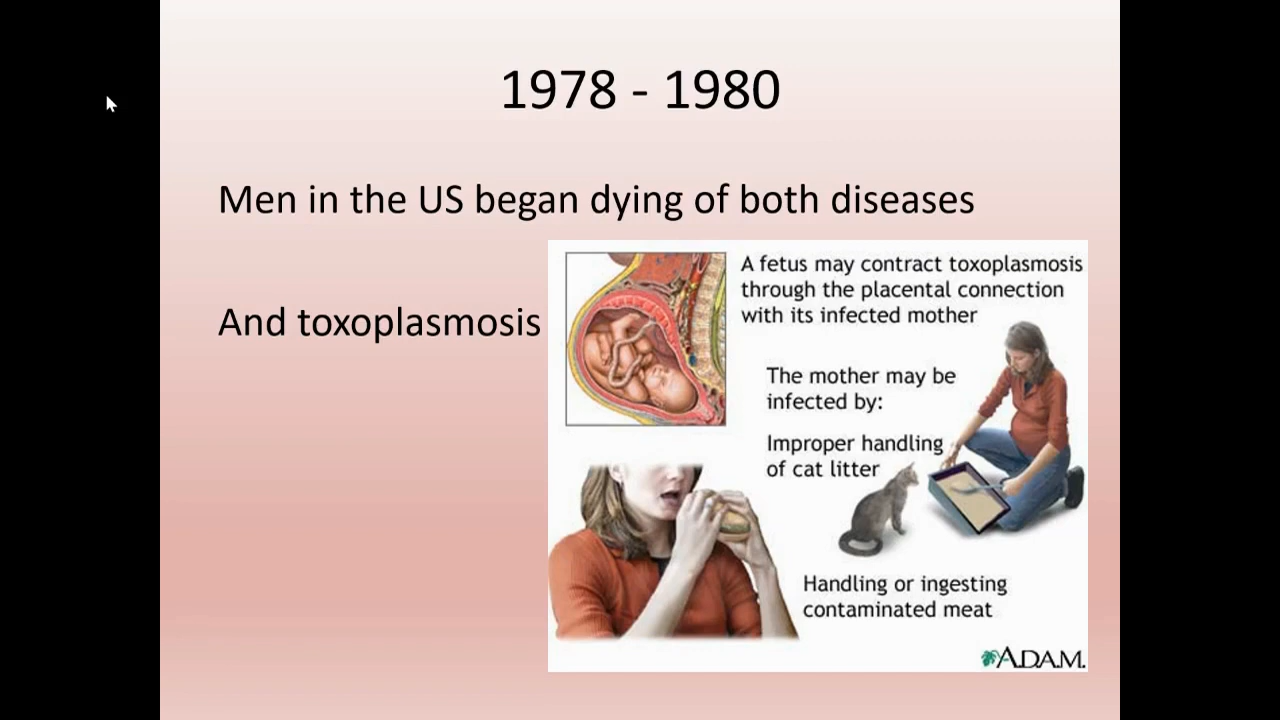 1978 - 1980
Men in the US began dying of both diseases
And toxoplasmosis
A fetus may contract toxoplasmosis
through the placental connection
with its infected mother
The mother may be
infected by:
Improper handling
of cat litter
Handling or ingesting
contaminated meat
A.D.A.M.